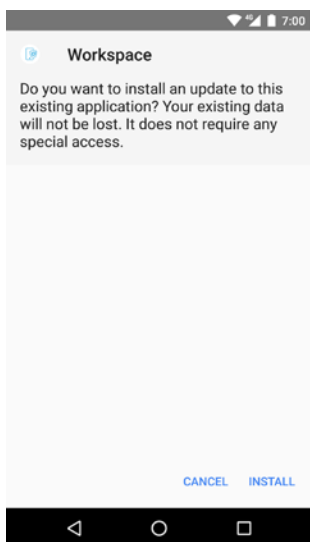 4G 7:00
Workspace
Do you want to install an update to this
existing application? Your existing data
will not be lost. It does not require any
special access.
CANCEL INSTALL